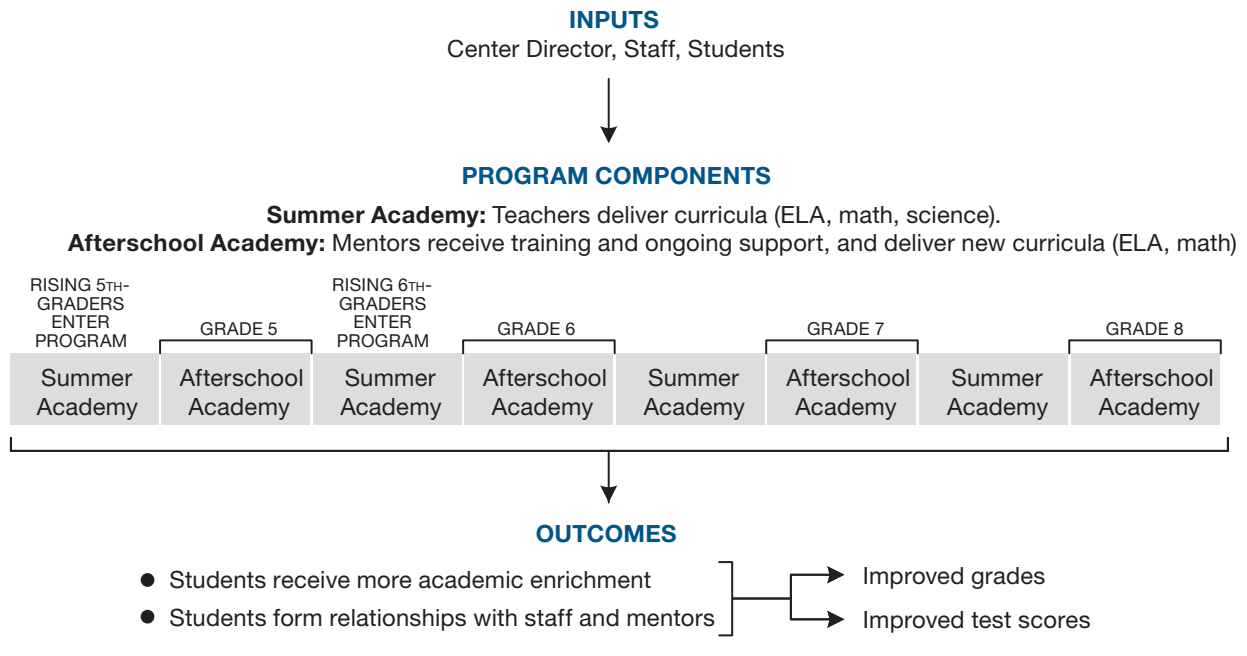 INPUTS
Center Director, Staff, Students
PROGRAM COMPONENTS
Summer Academy: Teachers deliver curricula (ELA, math, science).
Afterschool Academy: Mentors receive training and ongoing support, and deliver new curricula (ELA, math)
RISING 5TH-
GRADERS
ENTER
PROGRAM
GRADE 5
RISING 6TH-
GRADERS
ENTER
PROGRAM
GRADE 6
GRADE 7
GRADE 8
Summer
Academy
Afterschool
Academy
Summer
Academy
Afterschool
Academy
Summer
Academy
Afterschool
Academy
Summer
Academy
Afterschool
Academy
OUTCOMES
● Students receive more academic enrichment
● Students form relationships with staff and mentors
Improved grades
Improved test scores